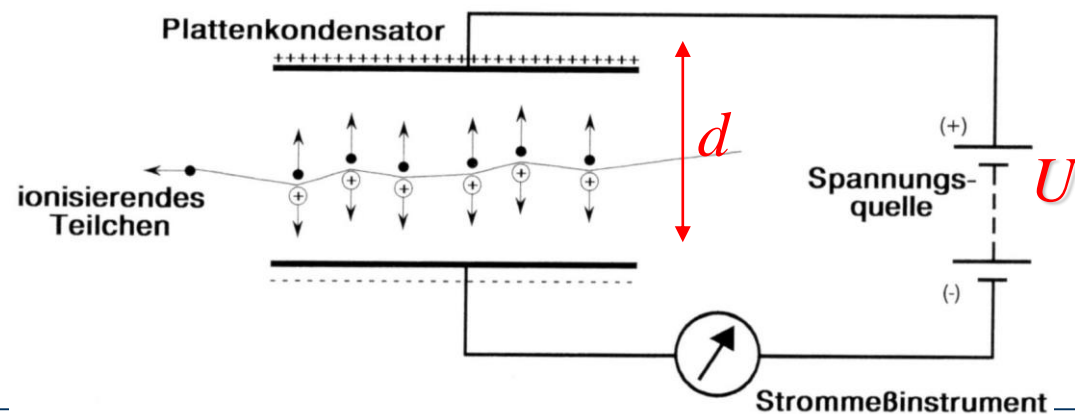 Plattenkondensator
++++++++++++++++++++++++++++++++++
d
(+)
U
Spannungs-
quelle
ionisierendes
Teilchen
+ + + + + +
(-)
- - - - - - - - - - - - - - - - - - - - - - - - - - - - - - - - - -
Strommeßinstrument